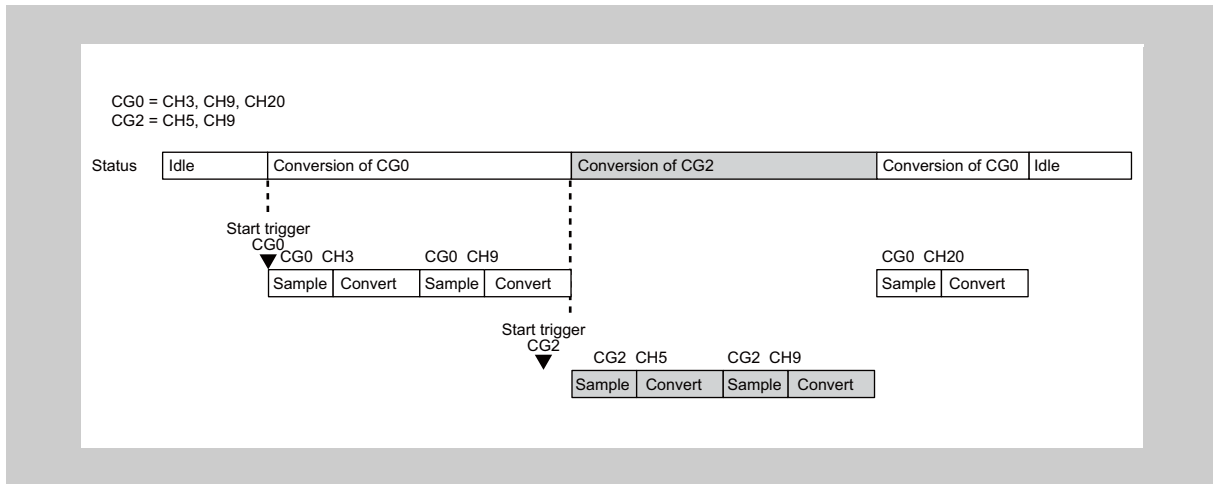 CG0 = CH3, CH9, CH20
CG2 = CH5, CH9
Status Idle Conversion of CG0 Conversion of CG2 Conversion of CG0 Idle
Start trigger
CG0
CG0 CH3 CG0 CH9 CG0 CH20
Sample Convert Sample Convert Sample Convert
Start trigger
CG2
CG2 CH5 CG2 CH9
Sample Convert Sample Convert